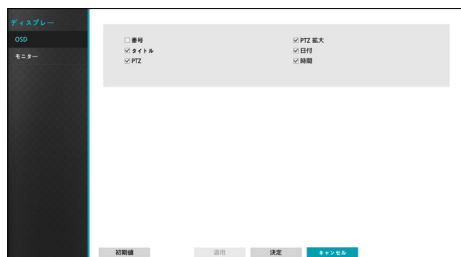 ディスプレー
OSD
モニター
番号
PTZ 拡大
タイトル
日付
PTZ
時間
初期値
適用
決定
キャンセル